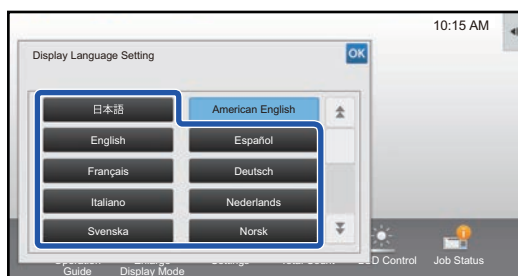 10:15 AM
Display Language Setting
OK
日本語
American English
English
Español
Français
Deutsch
Italiano
Nederlands
Svenska
Norsk
Control
Job Status
Guide
Display Mode